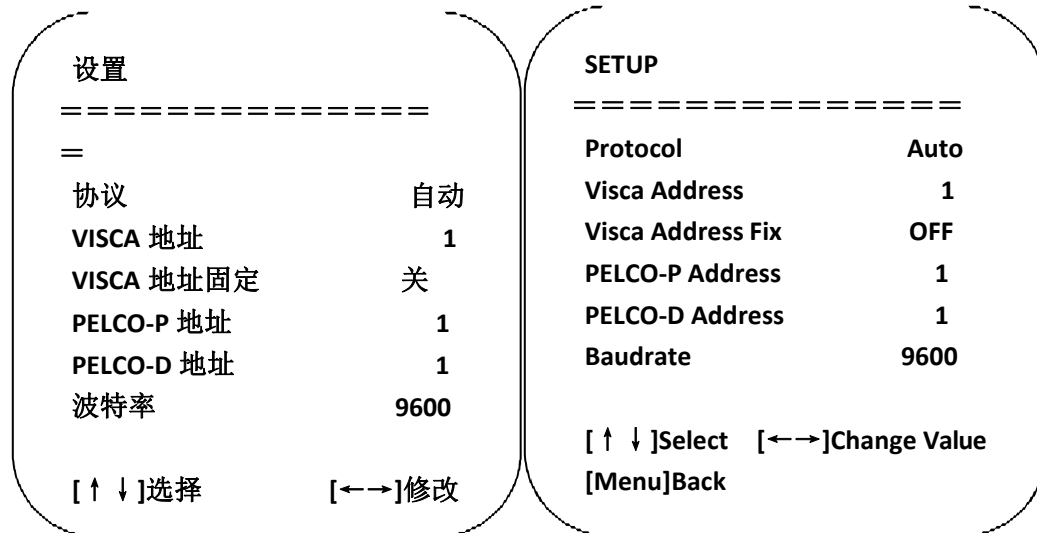 设置
==============
=
协议 自动
VISCA 地址 1
VISCA 地址固定 关
PELCO-P 地址 1
PELCO-D 地址 1
波特率 9600
[↑↓]选择 [←→]修改
SETUP
===============
Protocol Auto
Visca Address 1
Visca Address Fix OFF
PELCO-P Address 1
PELCO-D Address 1
Baudrate 9600
[↑↓]Select [←→]Change Value
[Menu]Back